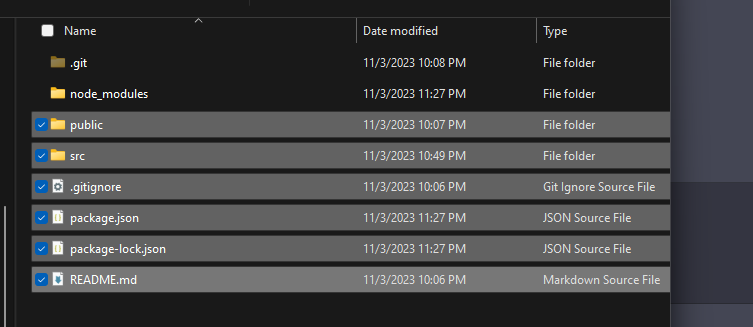 Name Date modified Type
.git 11/3/2023 10:08 PM File folder
node_modules 11/3/2023 11:27 PM File folder
public 11/3/2023 10:07 PM File folder
src 11/3/2023 10:49 PM File folder
.gitignore 11/3/2023 10:06 PM Git Ignore Source File
package.json 11/3/2023 11:27 PM JSON Source File
package-lock.json 11/3/2023 11:27 PM JSON Source File
README.md 11/3/2023 10:06 PM Markdown Source File